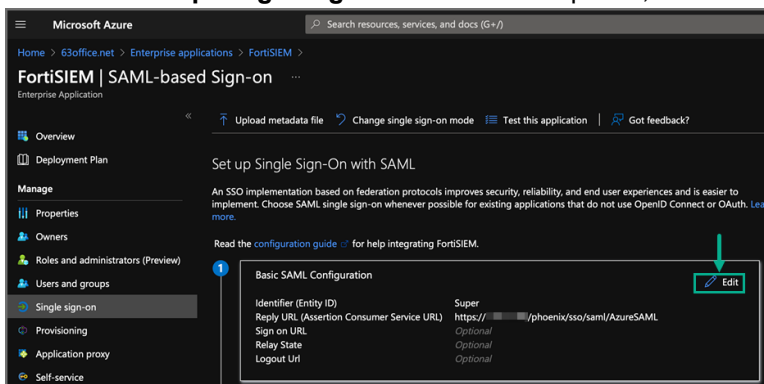 Microsoft Azure
Search resources, services, and docs (G+/)
Home > 63office.net > Enterprise applications > FortiSIEM >
FortiSIEM | SAML-based Sign-on ...
Enterprise Application
«
Upload metadata file Change single sign-on mode Test this application | Got feedback?
Overview
Deployment Plan
Manage
Properties
Owners
Roles and administrators (Preview)
Users and groups
Single sign-on
Provisioning
Application proxy
Self-service
Set up Single Sign-On with SAML
An SSO implementation based on federation protocols improves security, reliability, and end user experiences and is easier to
implement. Choose SAML single sign-on whenever possible for existing applications that do not use OpenID Connect or OAuth. Lea
more.
Read the configuration guide for help integrating FortiSIEM.
1
Basic SAML Configuration
Edit
Identifier (Entity ID) Super
Reply URL (Assertion Consumer Service URL) https:// /phoenix/sso/saml/AzureSAML
Sign on URL Optional
Relay State Optional
Logout Url Optional